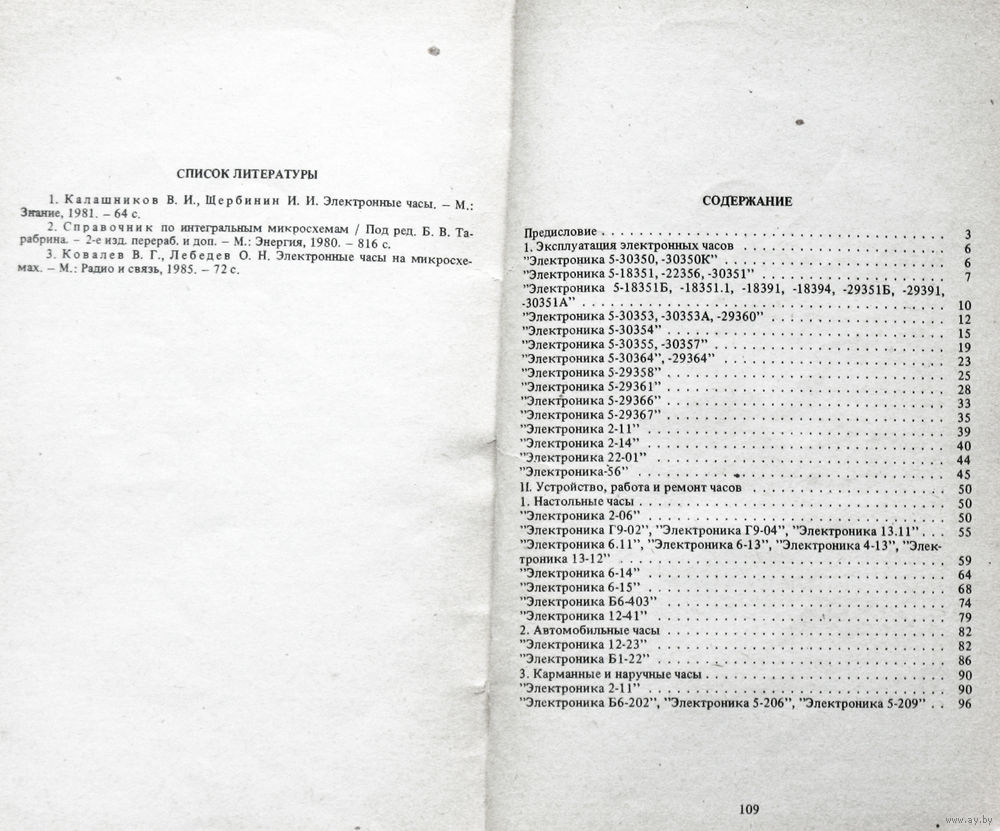 СПИСОК ЛИТЕРАТУРЫ
1. Калашников В. И., Щербинин И. И. Электронные часы. – М.:
Знание, 1981. – 64 с.
2. Справочник по интегральным микросхемам / Под ред. Б. В. Та-
рабрина. – 2-е изд. перераб. и доп. – М.: Энергия, 1980. – 816 с.
3. Ковалев В. Г., Лебедев О. Н. Электронные часы на микросхе-
мах. – М.: Радио и связь, 1985. – 72 с.
СОДЕРЖАНИЕ
Предисловие . . . . . . . . . . 3
1. Эксплуатация электронных часов . . . . . . . . . . 6
"Электроника 5-30350, -30350К" . . . . . . . . . . 6
"Электроника 5-18351, -22356, -30351" . . . . . . . . . . 7
"Электроника 5-18351Б, -18351.1, -18391, -18394, -29351Б, -29391,
-30351А" . . . . . . . . . . 10
"Электроника 5-30353, -30353А, -29360" . . . . . . . . . . 12
"Электроника 5-30354" . . . . . . . . . . 15
"Электроника 5-30355, -30357" . . . . . . . . . . 19
"Электроника 5-30364", -29364" . . . . . . . . . . 23
"Электроника 5-29358" . . . . . . . . . . 25
"Электроника 5-29361" . . . . . . . . . . 28
"Электроника 5-29366" . . . . . . . . . . 33
"Электроника 5-29367" . . . . . . . . . . 35
"Электроника 2-11" . . . . . . . . . . 39
"Электроника 2-14" . . . . . . . . . . 40
"Электроника 22-01" . . . . . . . . . . 44
"Электроника-56" . . . . . . . . . . 45
II. Устройство, работа и ремонт часов . . . . . . . . . . 50
1. Настольные часы . . . . . . . . . . 50
"Электроника 2-06" . . . . . . . . . . 50
"Электроника Г9-02", "Электроника Г9-04", "Электроника 13.11" . . . 55
"Электроника 6.11", "Электроника 6-13", "Электроника 4-13", "Элек-
троника 13-12" . . . . . . . . . . 59
"Электроника 6-14" . . . . . . . . . . 64
"Электроника 6-15" . . . . . . . . . . 68
"Электроника Б6-403" . . . . . . . . . . 74
"Электроника 12-41" . . . . . . . . . . 79
2. Автомобильные часы . . . . . . . . . . 82
"Электроника 12-23" . . . . . . . . . . 82
"Электроника Б1-22" . . . . . . . . . . 86
3. Карманные и наручные часы . . . . . . . . . . 90
"Электроника 2-11" . . . . . . . . . . 90
"Электроника Б6-202", "Электроника 5-206", "Электроника 5-209" . . 96
109
www.ay.by